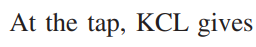 At the tap, KCL gives